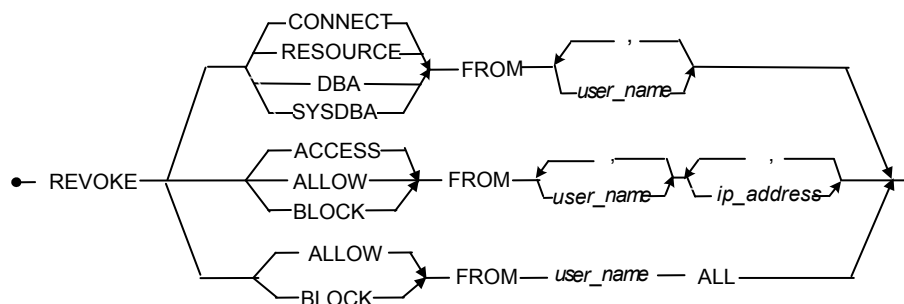 CONNECT
RESOURCE
DBA
SYSDBA
FROM
,
user_name
REVOKE
ACCESS
ALLOW
BLOCK
FROM
,
user_name
,
ip_address
ALLOW
BLOCK
FROM
user_name
ALL